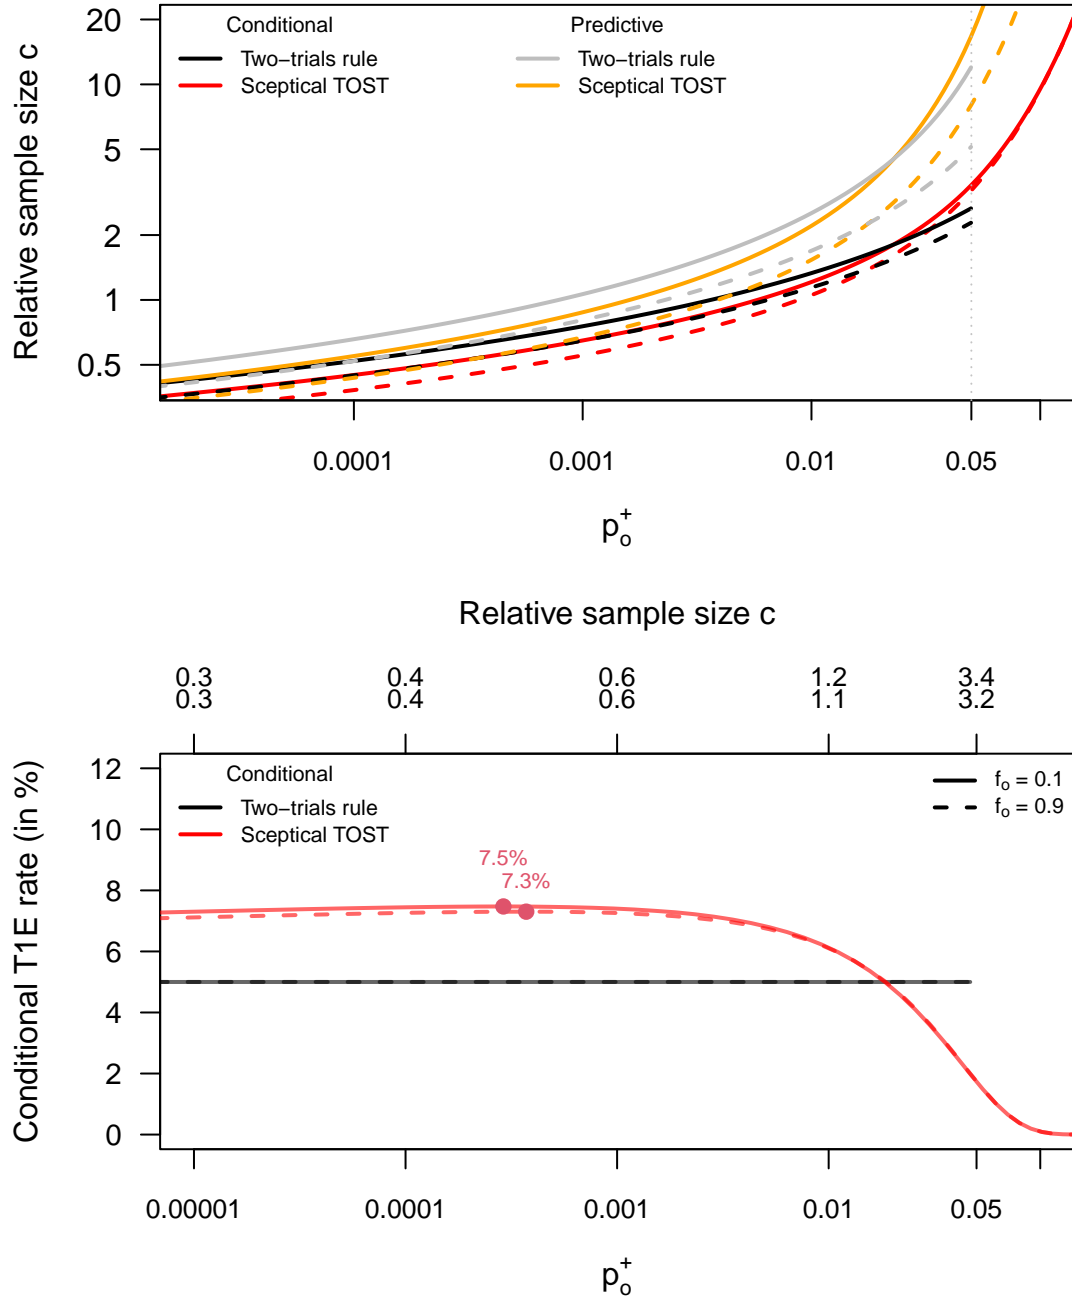 Relative sample size c
20
10
5
2
1
0.5
Conditional
Two−trials rule
Sceptical TOST
Predictive
Two−trials rule
Sceptical TOST
0.0001 0.001 0.01 0.05
p_o^+
Relative sample size c
0.3 0.4 0.6 1.2 3.4
0.3 0.4 0.6 1.1 3.2
Conditional T1E rate (in %)
12
10
8
6
4
2
0
Conditional
Two−trials rule
Sceptical TOST
f_o = 0.1
f_o = 0.9
7.5%
7.3%
0.00001 0.0001 0.001 0.01 0.05
p_o^+